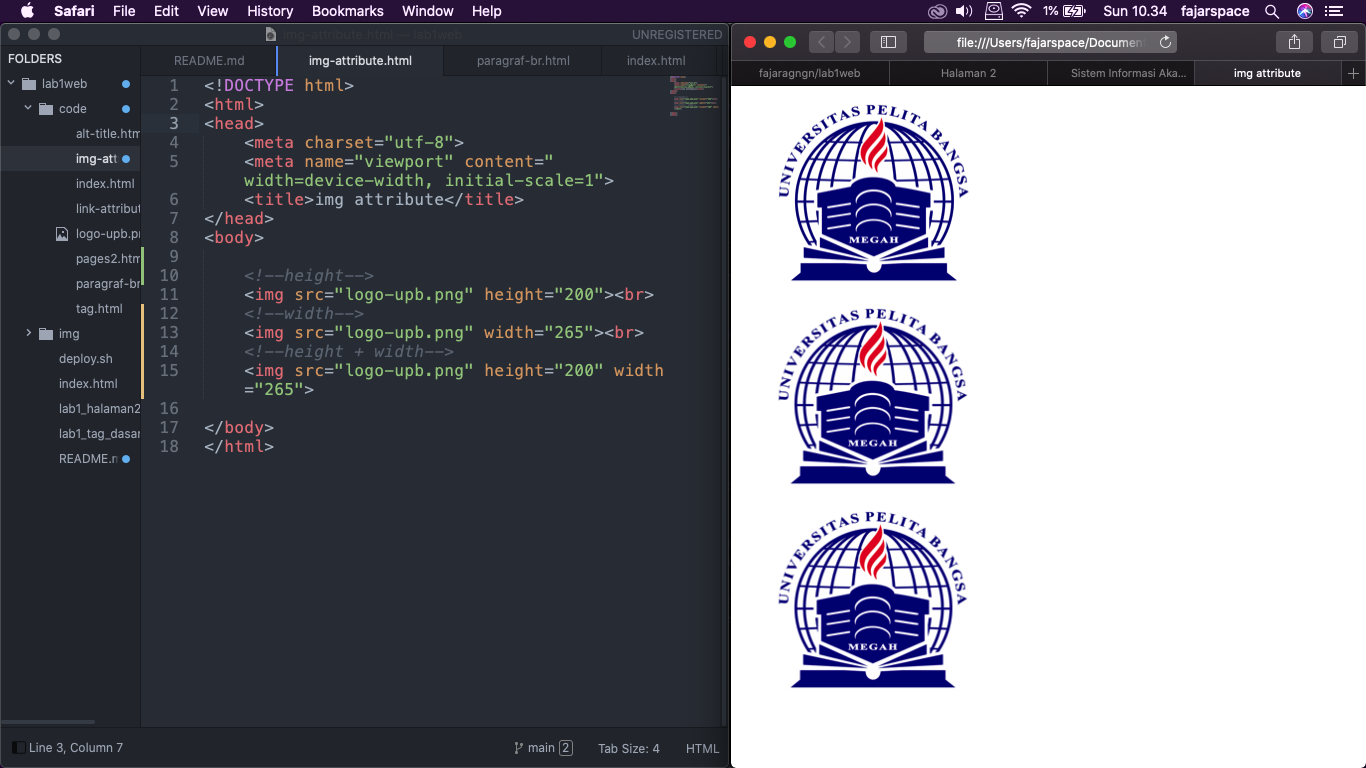 Safari File Edit View History Bookmarks Window Help 1% Sun 10.34 fajarspace
img-attribute.html — lab1web UNREGISTERED
FOLDERS
lab1web
code
alt-title.htm
img-att
index.html
link-attribut
logo-upb.pn
pages2.htm
paragraf-br
tag.html
img
deploy.sh
index.html
lab1_halaman2
lab1_tag_dasar
README.m
README.md img-attribute.html paragraf-br.html index.html
1 <!DOCTYPE html>
2 <html>
3 <head>
4 <meta charset="utf-8">
5 <meta name="viewport" content="
width=device-width, initial-scale=1">
6 <title>img attribute</title>
7 </head>
8 <body>
9
10 <!--height-->
11 <img src="logo-upb.png" height="200"><br>
12 <!--width-->
13 <img src="logo-upb.png" width="265"><br>
14 <!--height + width-->
15 <img src="logo-upb.png" height="200" width
="265">
16
17 </body>
18 </html>
Line 3, Column 7 main 2 Tab Size: 4 HTML
file:///Users/fajarspace/Documen
fajaragngn/lab1web Halaman 2 Sistem Informasi Aka... img attribute
UNIVERSITAS PELITA BANGSA
MEGAH
UNIVERSITAS PELITA BANGSA
MEGAH
UNIVERSITAS PELITA BANGSA
MEGAH